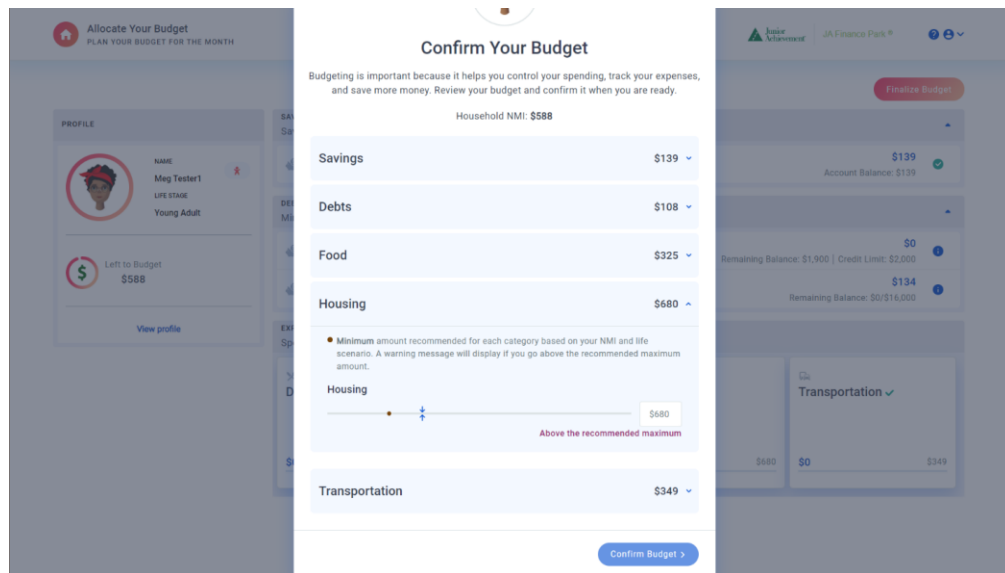 Allocate Your Budget
PLAN YOUR BUDGET FOR THE MONTH
Junior
Achievement
JA Finance Park ®
Finalize Budget
PROFILE
NAME
Meg Tester1
LIFE STAGE
Young Adult
Left to Budget
$588
View profile
Confirm Your Budget
Budgeting is important because it helps you control your spending, track your expenses,
and save more money. Review your budget and confirm it when you are ready.
Household NMI: $588
Savings $139
Debts $108
Food $325
Housing $680
Minimum amount recommended for each category based on your NMI and life
scenario. A warning message will display if you go above the recommended maximum
amount.
Housing
$680
Above the recommended maximum
Transportation $349
Confirm Budget >
$139
Account Balance: $139
$0
Remaining Balance: $1,900 | Credit Limit: $2,000
$134
Remaining Balance: $0/$16,000
$680
Transportation
$0 $349